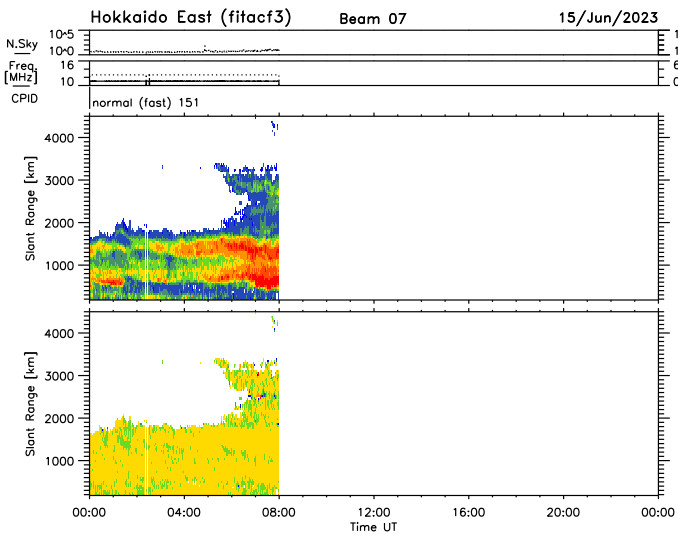 Hokkaido East (fitacf3) Beam 07 15/Jun/2023
N.Sky 10^5 10^0 1 1
Freq. [MHz] 16 10 6 0
CPID normal (fast) 151
Slant Range [km] 4000 3000 2000 1000
Slant Range [km] 4000 3000 2000 1000
00:00 04:00 08:00 12:00 16:00 20:00 00:00
Time UT